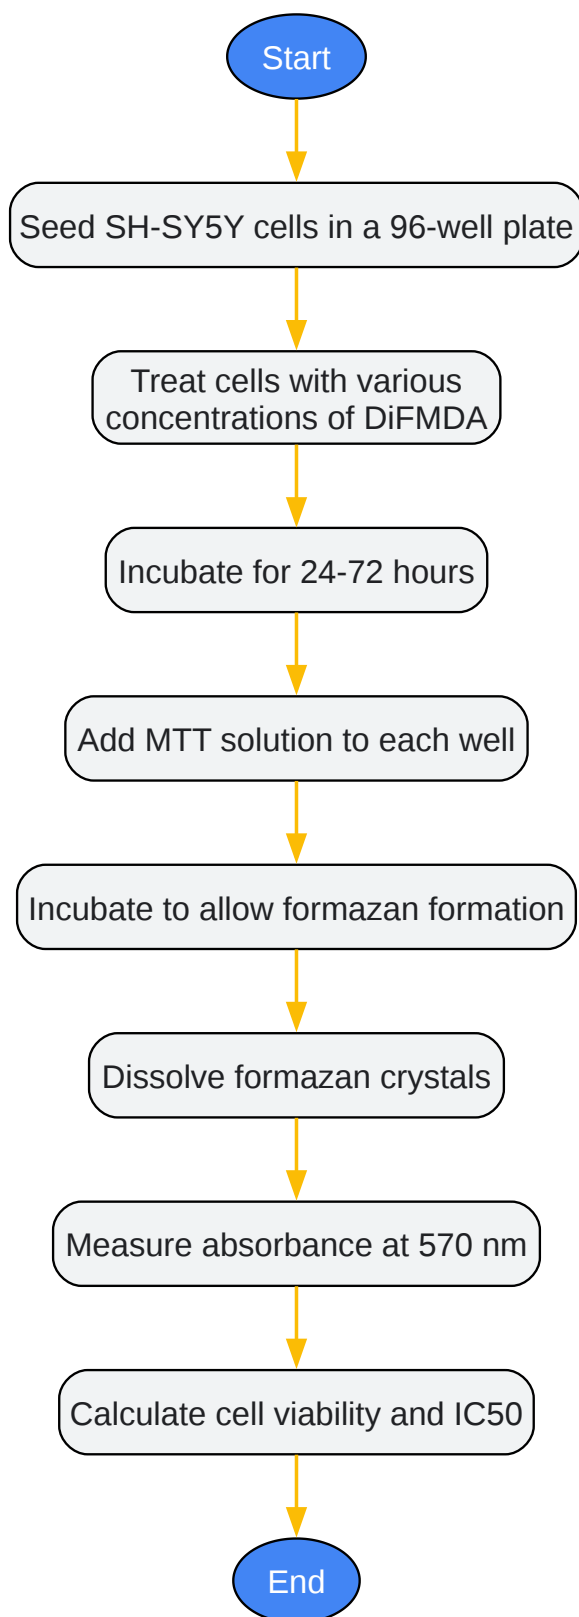 Start
Seed SH-SY5Y cells in a 96-well plate
Treat cells with various
concentrations of DiFMDA
Incubate for 24-72 hours
Add MTT solution to each well
Incubate to allow formazan formation
Dissolve formazan crystals
Measure absorbance at 570 nm
Calculate cell viability and IC50
End